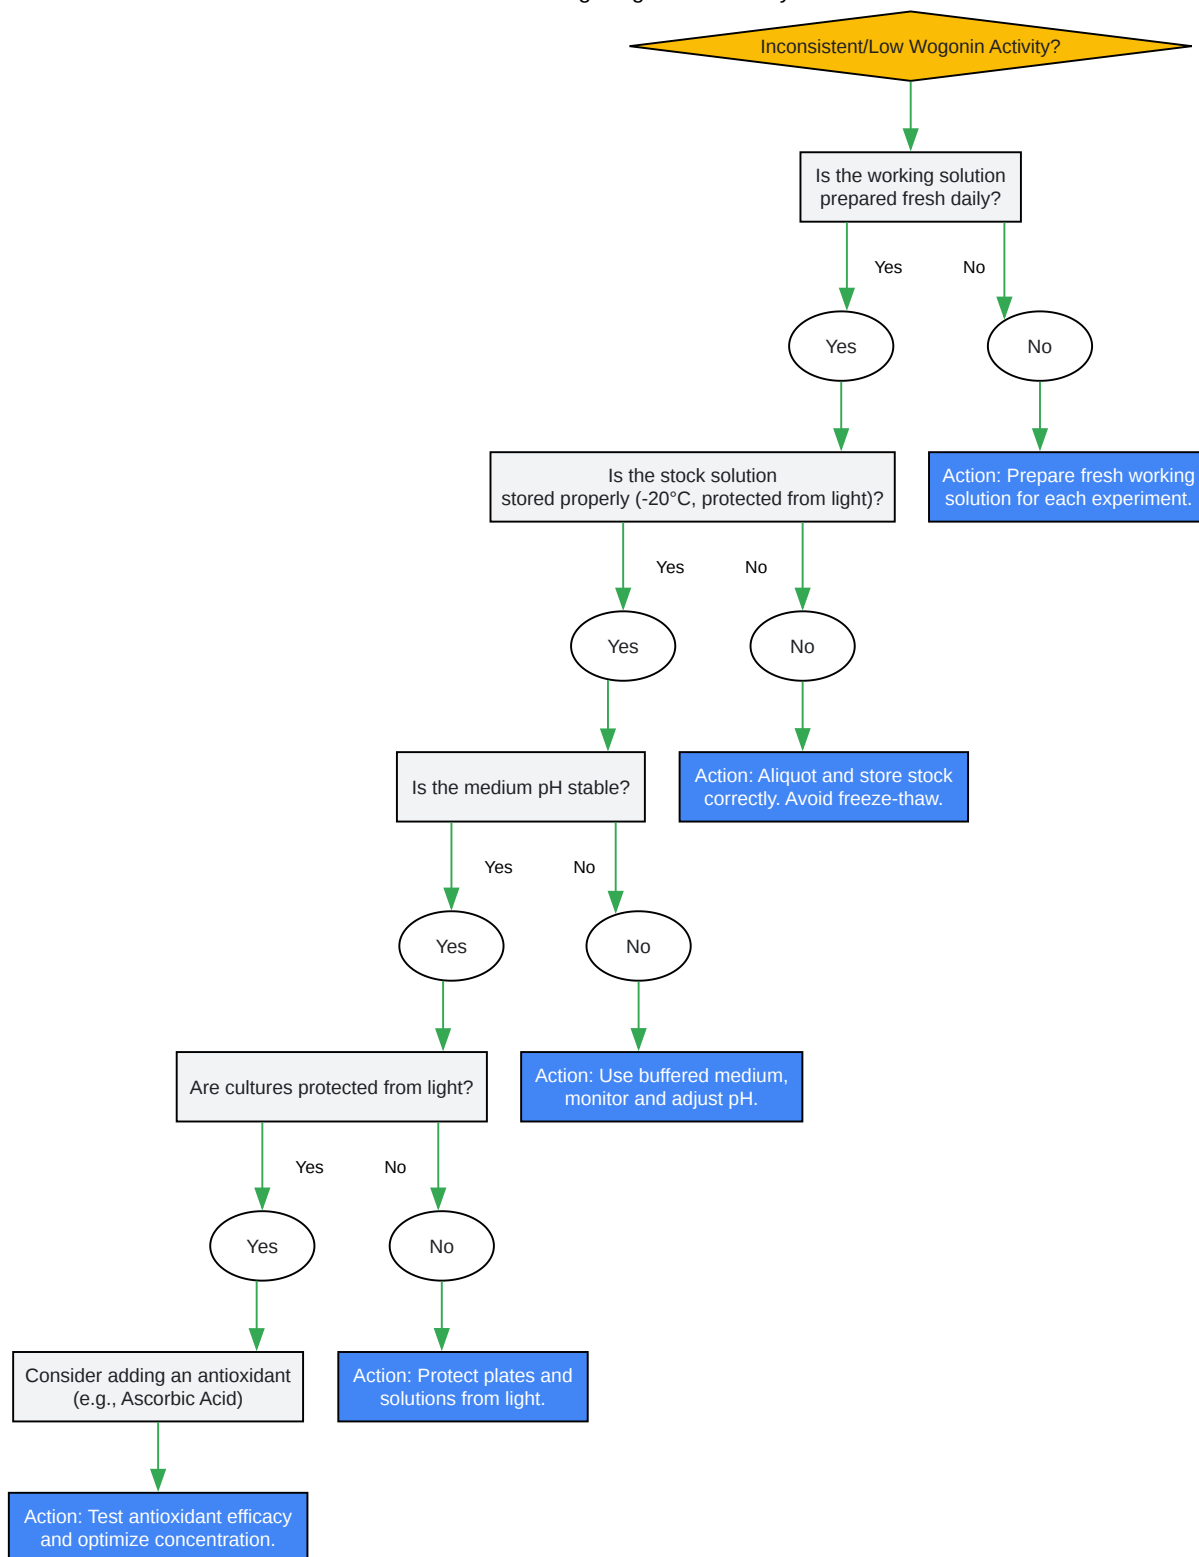 Inconsistent/Low Wogonin Activity?
Is the working solution
prepared fresh daily?
Yes
No
Yes
No
Is the stock solution
stored properly (-20°C, protected from light)?
Action: Prepare fresh working
solution for each experiment.
Yes
No
Yes
No
Is the medium pH stable?
Action: Aliquot and store stock
correctly. Avoid freeze-thaw.
Yes
No
Yes
No
Are cultures protected from light?
Action: Use buffered medium,
monitor and adjust pH.
Yes
No
Yes
No
Consider adding an antioxidant
(e.g., Ascorbic Acid)
Action: Protect plates and
solutions from light.
Action: Test antioxidant efficacy
and optimize concentration.